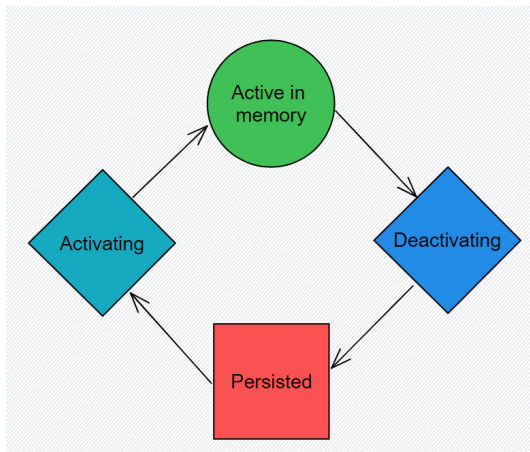 Active in
memory
Activating
Deactivating
Persisted